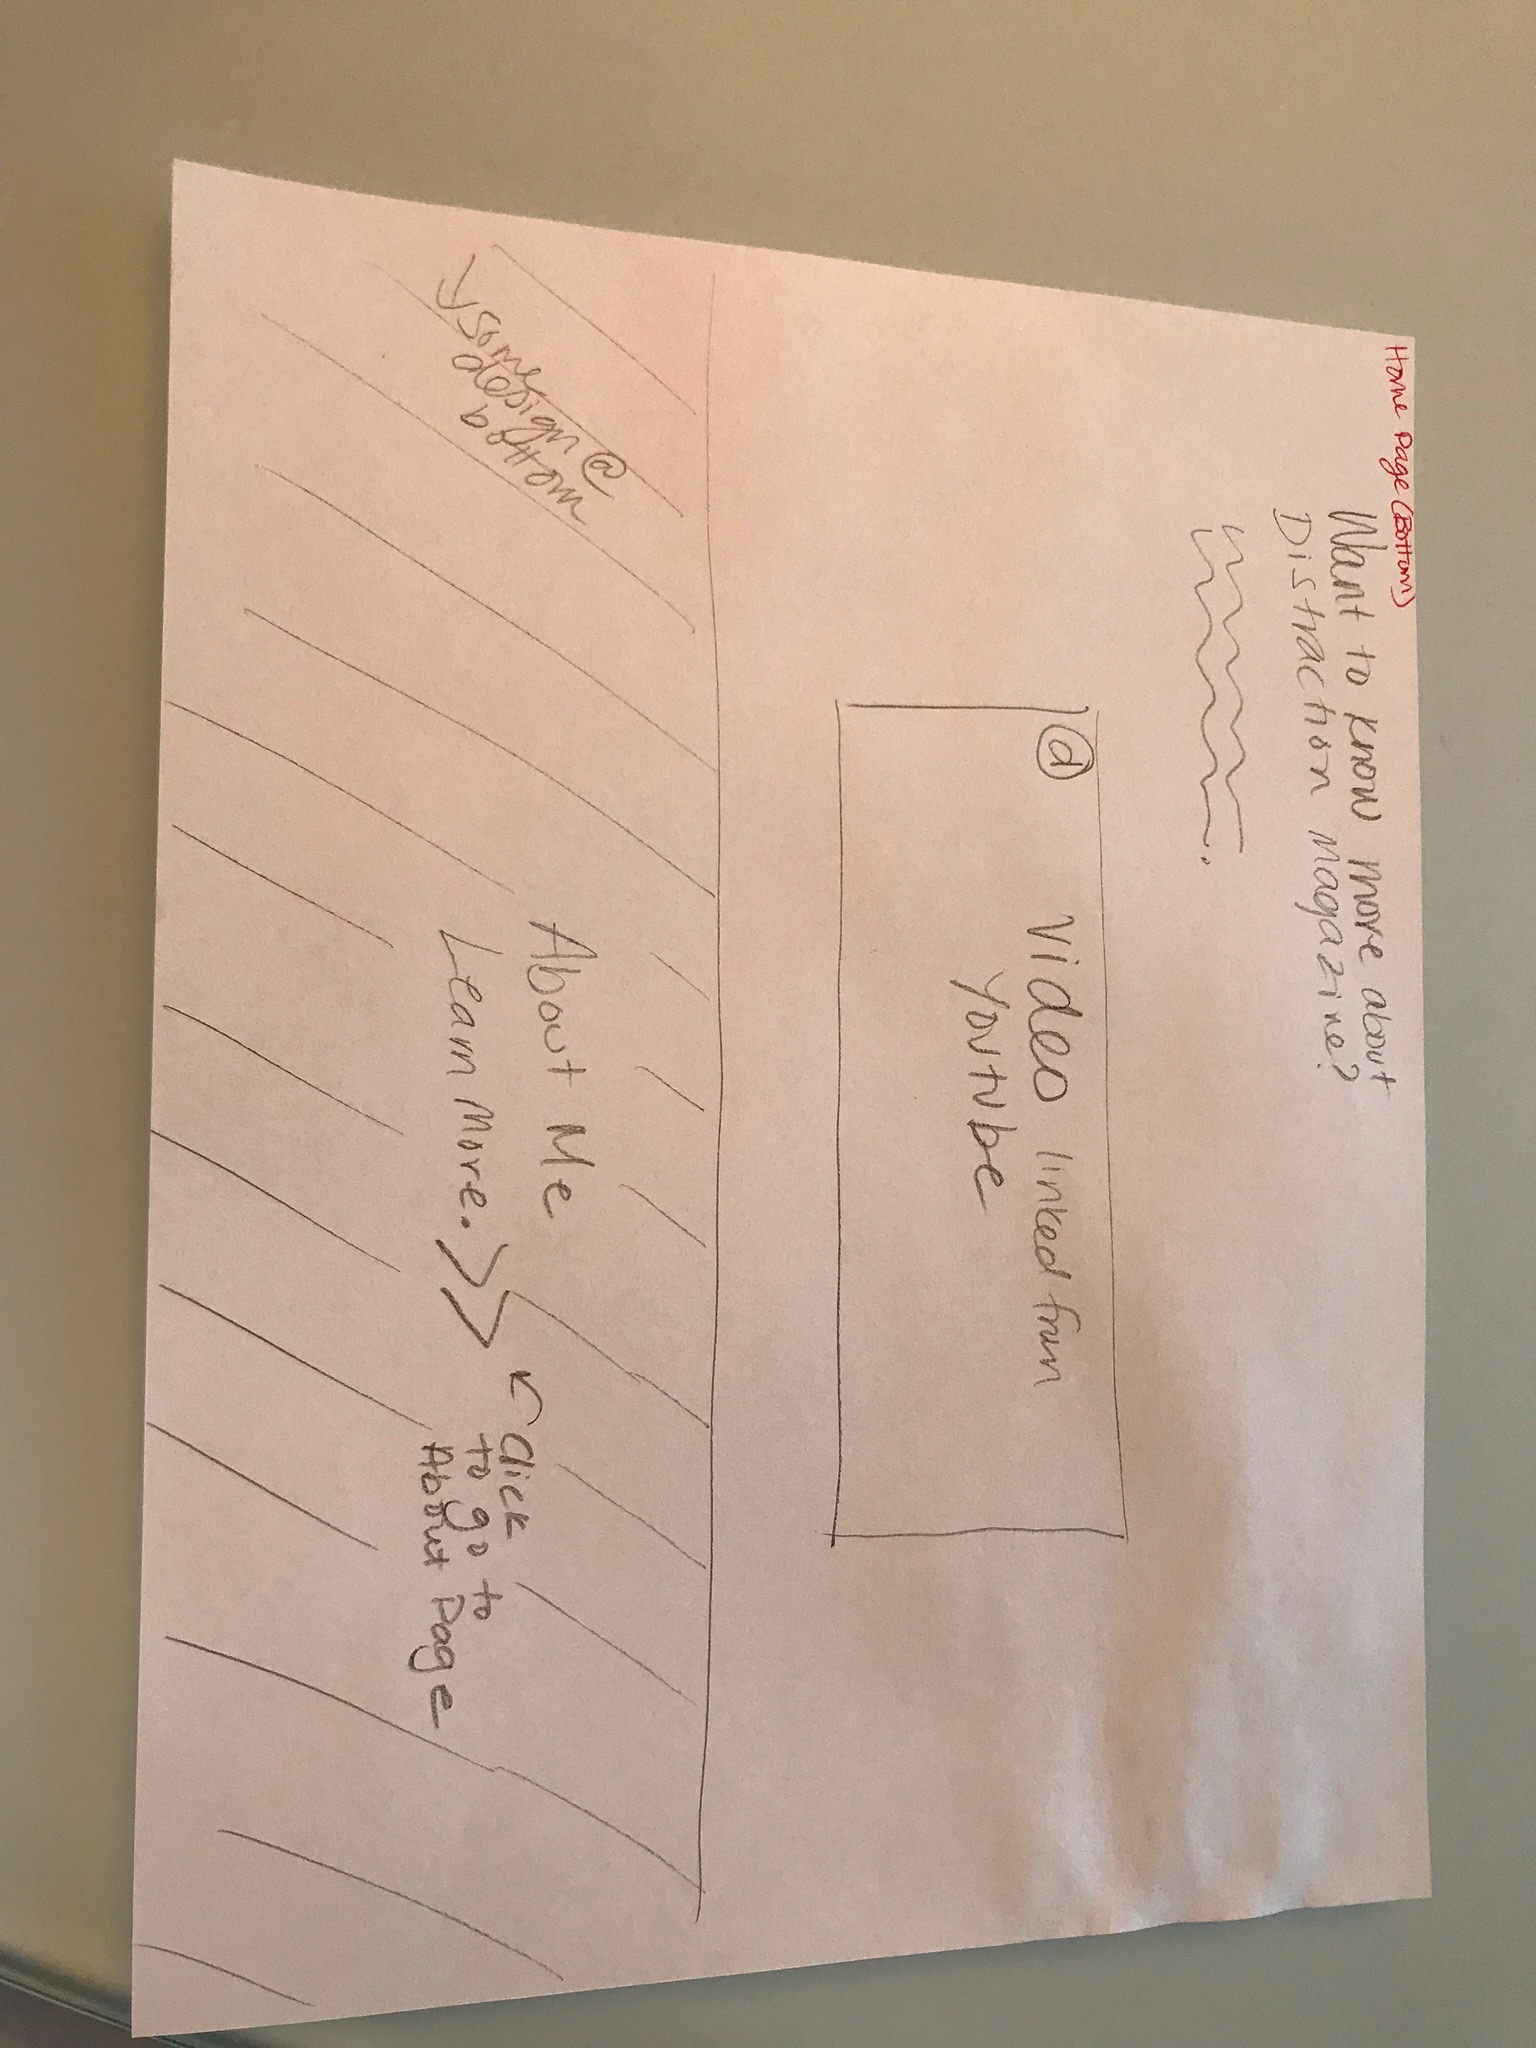 Home Page (Bottom)
Want to know more about
Distraction magazine?
d
Video linked from
Youtube
some
design @
bottom
About Me
Learn More. >>
Click
to go to
About Page